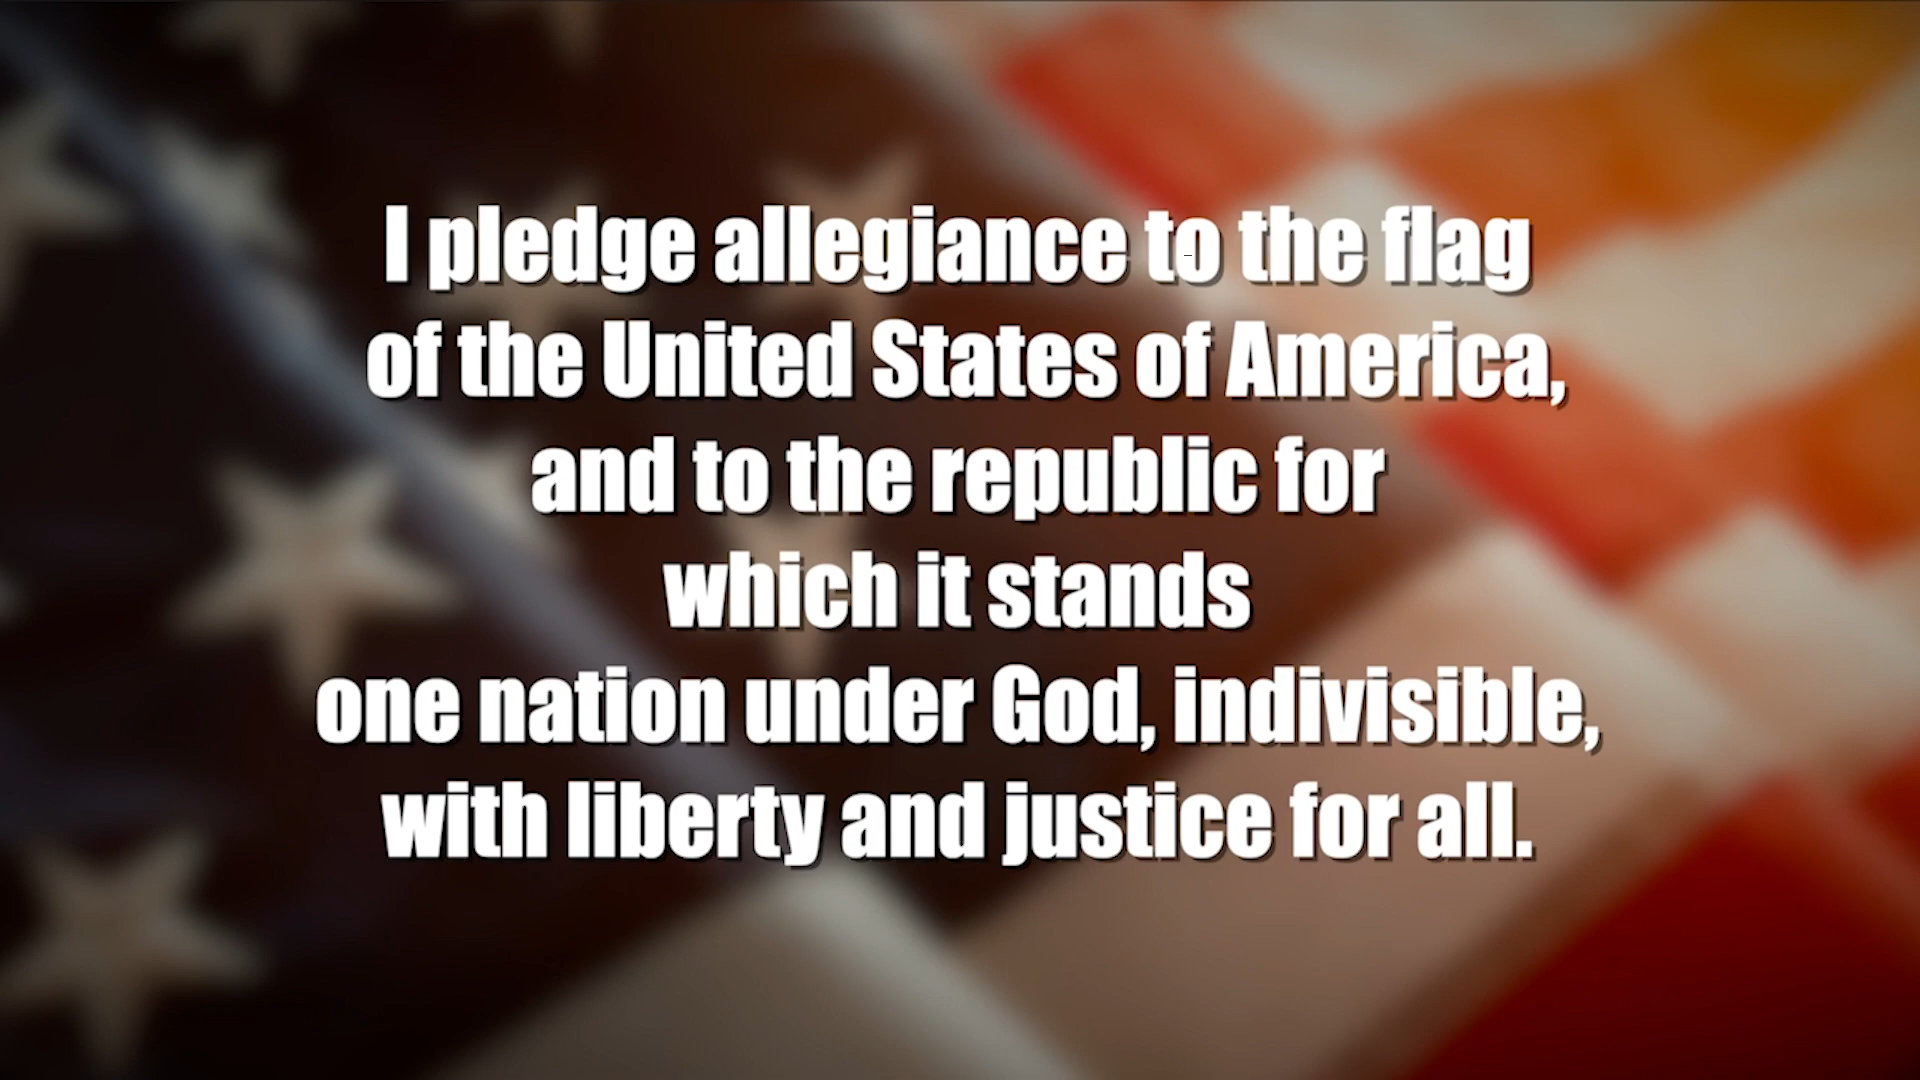 I pledge allegiance to the flag
of the United States of America,
and to the republic for
which it stands
one nation under God, indivisible,
with liberty and justice for all.